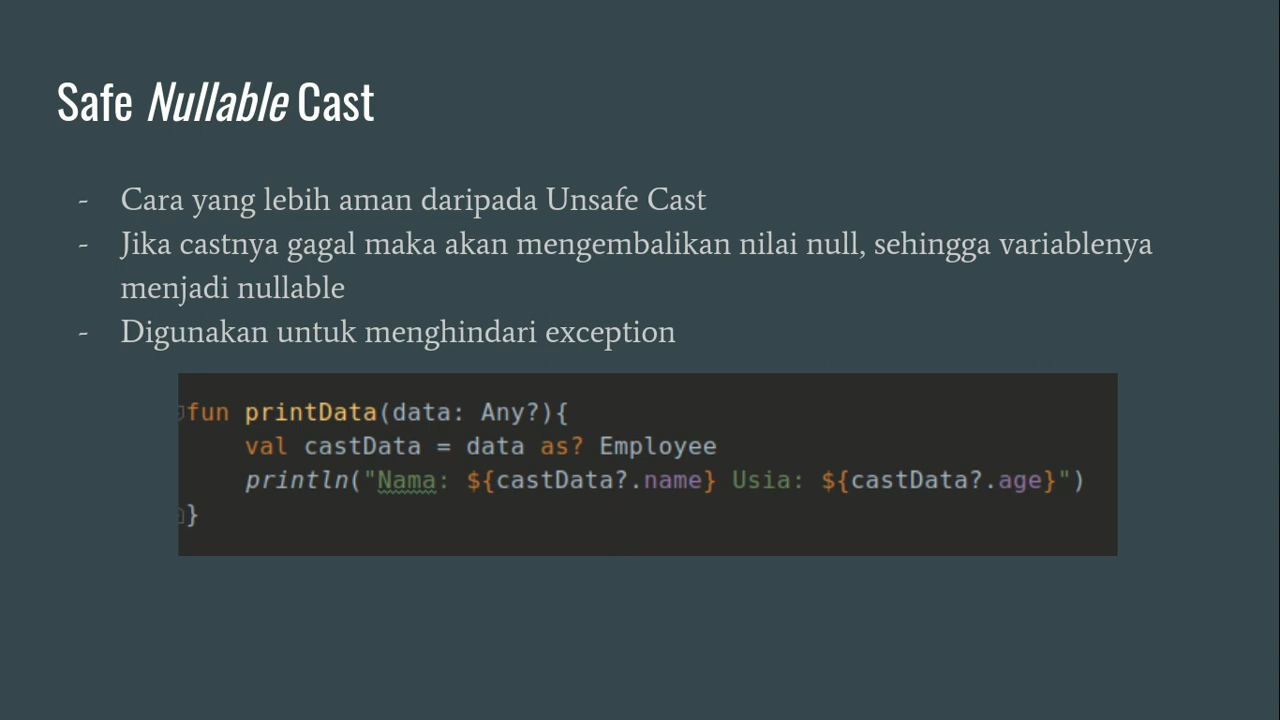 Safe Nullable Cast
- Cara yang lebih aman daripada Unsafe Cast
- Jika castnya gagal maka akan mengembalikan nilai null, sehingga variablenya
menjadi nullable
- Digunakan untuk menghindari exception
fun printData(data: Any?){
    val castData = data as? Employee
    println("Nama: ${castData?.name} Usia: ${castData?.age}")
}